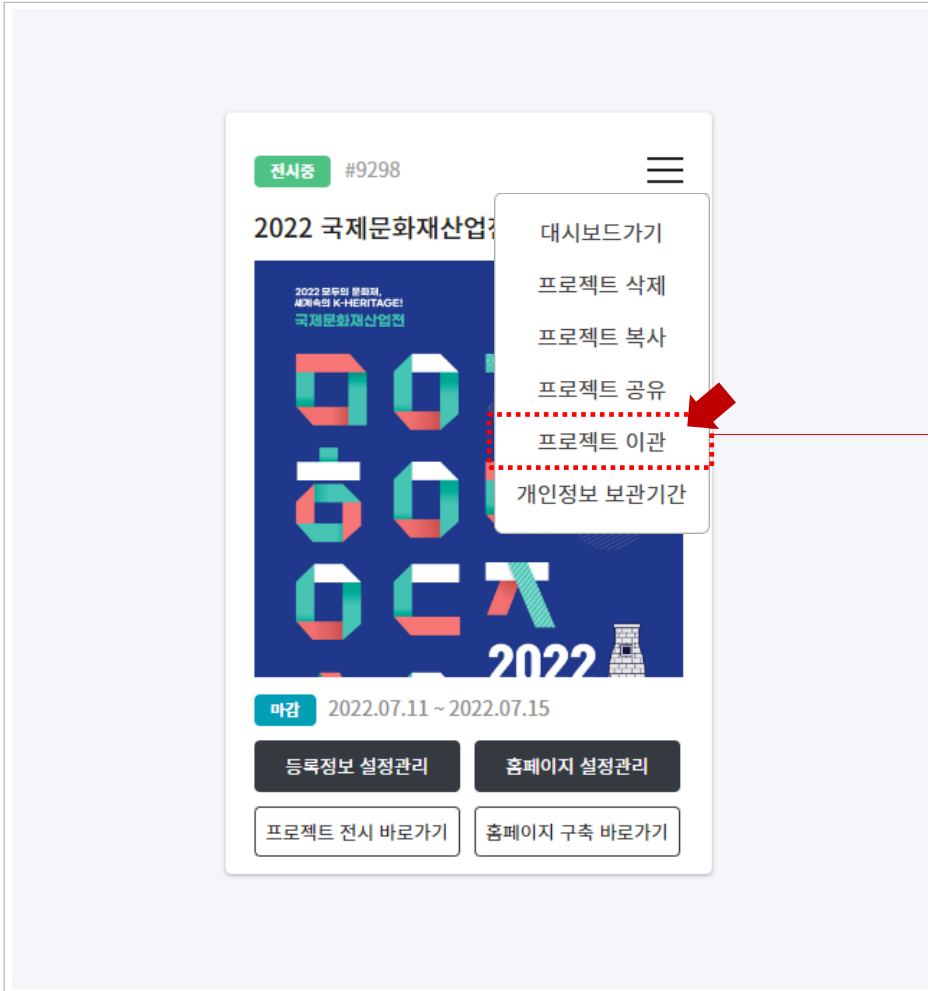 전시중 #9298
2022 국제문화재산업전
대시보드가기
프로젝트 삭제
프로젝트 복사
프로젝트 공유
프로젝트 이관
개인정보 보관기간
2022 모두의 문화재,
세계속의 K-HERITAGE!
국제문화재산업전
2022
마감 2022.07.11 ~ 2022.07.15
등록정보 설정관리 홈페이지 설정관리
프로젝트 전시 바로가기 홈페이지 구축 바로가기